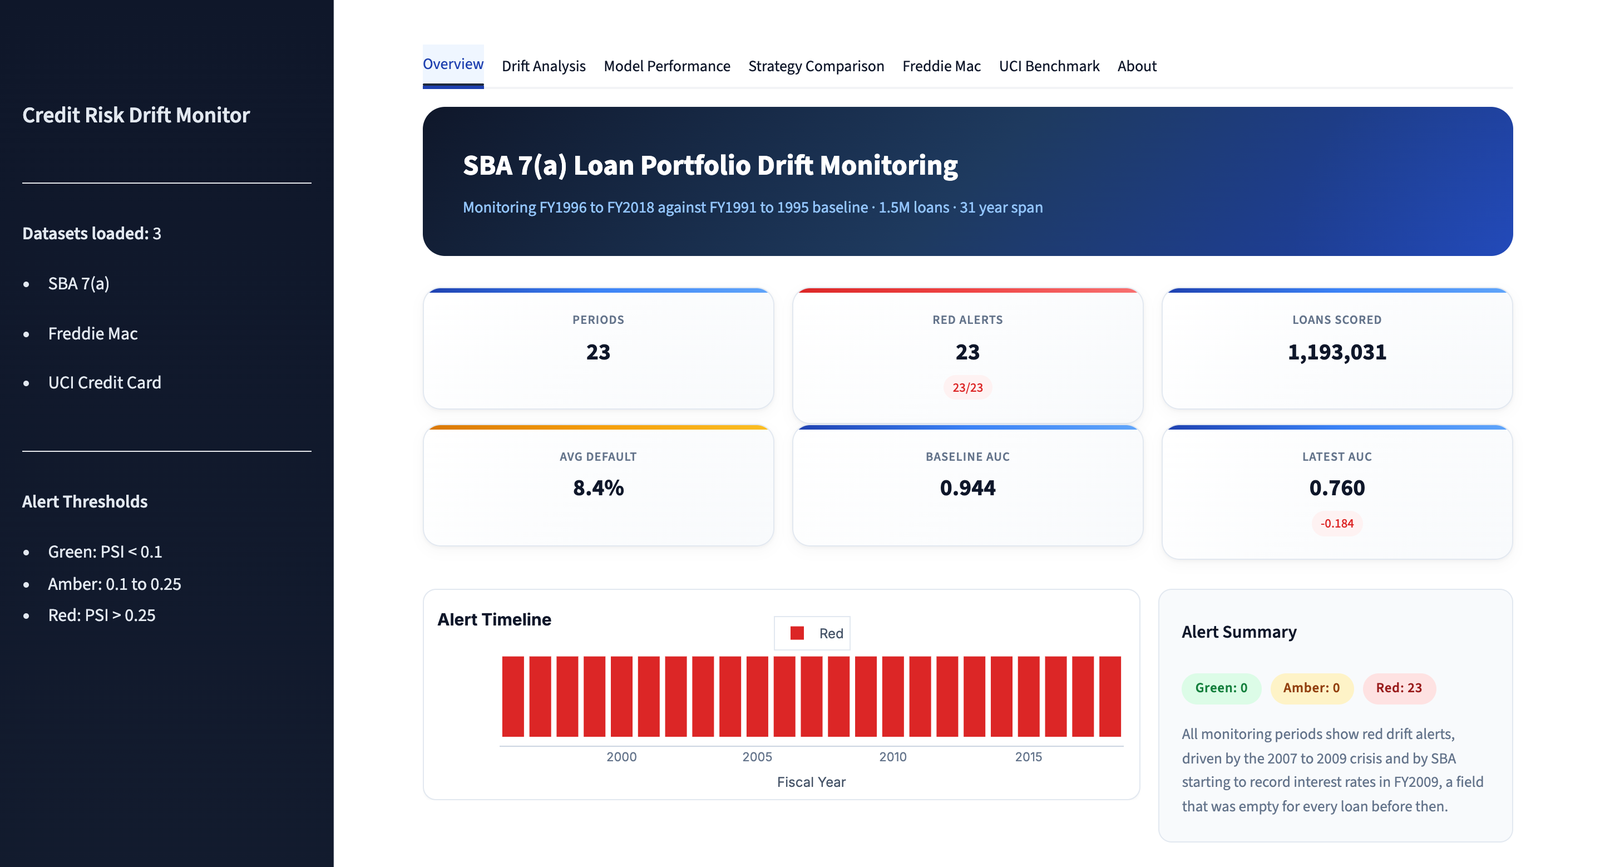 Credit Risk Drift Monitor
Datasets loaded: 3
SBA 7(a)
Freddie Mac
UCI Credit Card
Alert Thresholds
Green: PSI < 0.1
Amber: 0.1 to 0.25
Red: PSI > 0.25
Overview Drift Analysis Model Performance Strategy Comparison Freddie Mac UCI Benchmark About
SBA 7(a) Loan Portfolio Drift Monitoring
Monitoring FY1996 to FY2018 against FY1991 to 1995 baseline · 1.5M loans · 31 year span
PERIODS
23
RED ALERTS
23
23/23
LOANS SCORED
1,193,031
AVG DEFAULT
8.4%
BASELINE AUC
0.944
LATEST AUC
0.760
-0.184
Alert Timeline
Red
2000 2005 2010 2015
Fiscal Year
Alert Summary
Green: 0 Amber: 0 Red: 23
All monitoring periods show red drift alerts,
driven by the 2007 to 2009 crisis and by SBA
starting to record interest rates in FY2009, a field
that was empty for every loan before then.